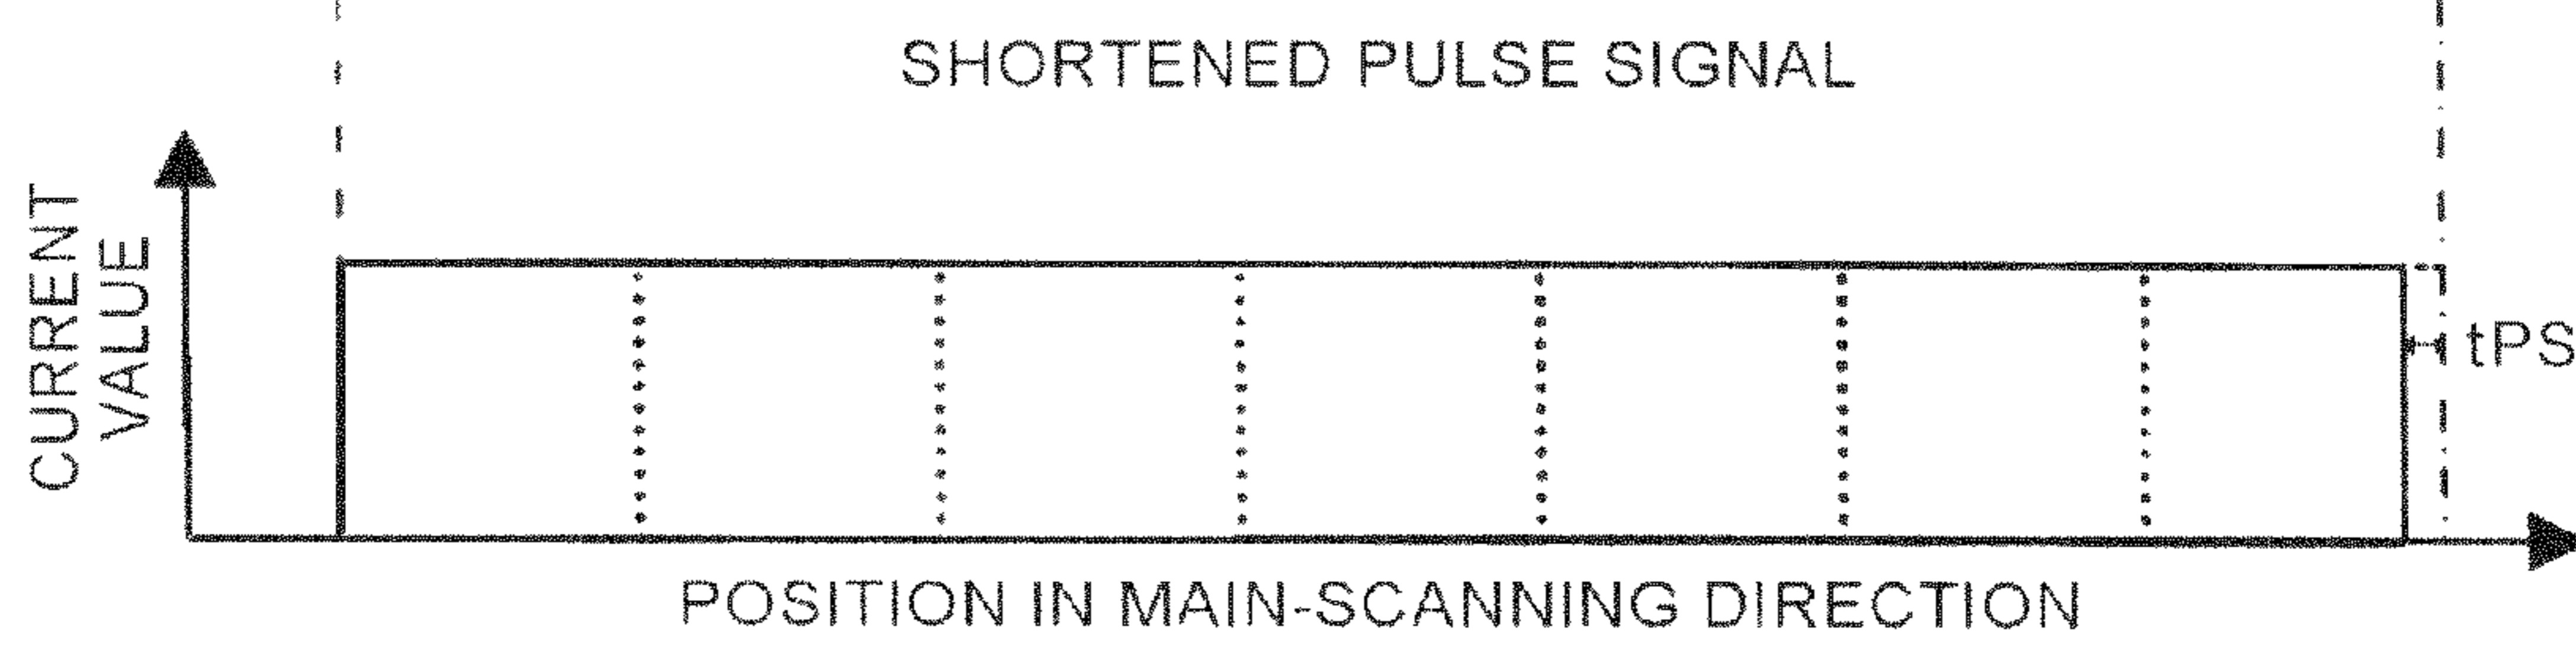 SHORTENED PULSE SIGNAL
CURRENT
VALUE
tPS
POSITION IN MAIN-SCANNING DIRECTION